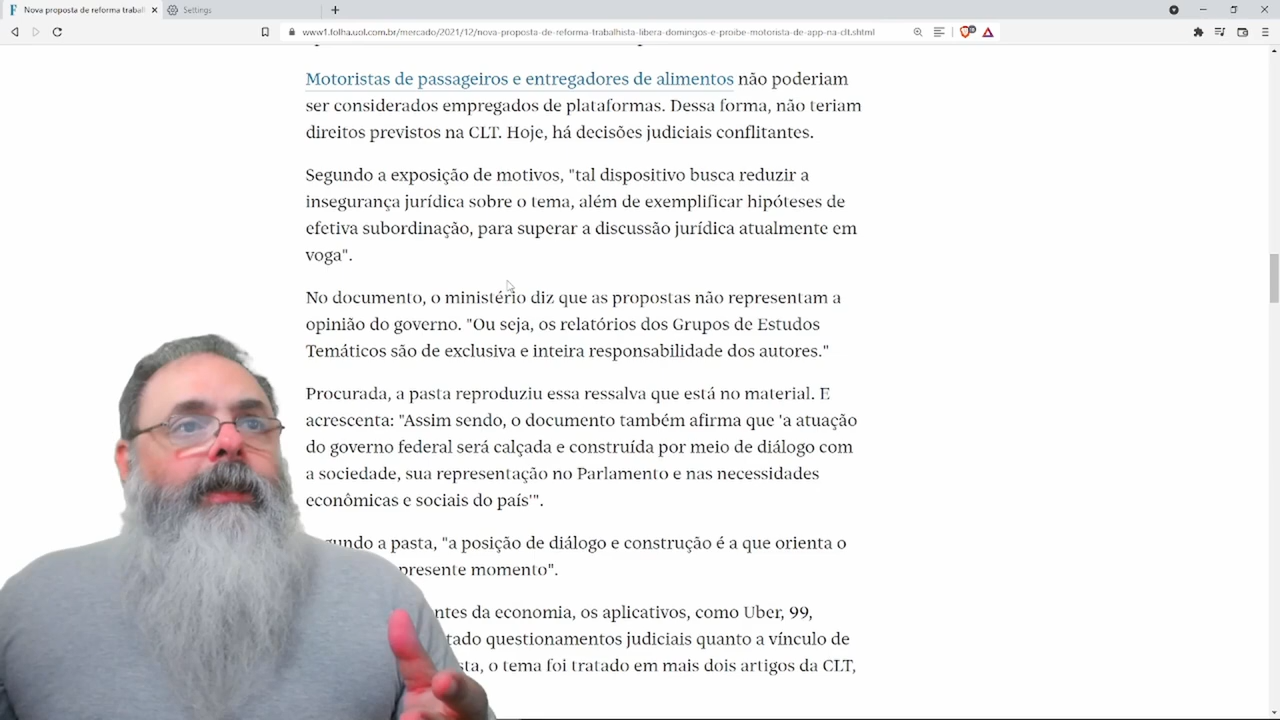 Nova proposta de reforma trabal
Settings
www1.folha.uol.com.br/mercado/2021/12/nova-proposta-de-reforma-trabalhista-libera-domingos-e-proibe-motorista-de-app-na-clt.shtml
Motoristas de passageiros e entregadores de alimentos não poderiam
ser considerados empregados de plataformas. Dessa forma, não teriam
direitos previstos na CLT. Hoje, há decisões judiciais conflitantes.
Segundo a exposição de motivos, "tal dispositivo busca reduzir a
insegurança jurídica sobre o tema, além de exemplificar hipóteses de
efetiva subordinação, para superar a discussão jurídica atualmente em
voga".
No documento, o ministério diz que as propostas não representam a
opinião do governo. "Ou seja, os relatórios dos Grupos de Estudos
Temáticos são de exclusiva e inteira responsabilidade dos autores."
Procurada, a pasta reproduziu essa ressalva que está no material. E
acrescenta: "Assim sendo, o documento também afirma que 'a atuação
do governo federal será calçada e construída por meio de diálogo com
a sociedade, sua representação no Parlamento e nas necessidades
econômicas e sociais do país'".
gundo a pasta, "a posição de diálogo e construção é a que orienta o
presente momento".
ntes da economia, os aplicativos, como Uber, 99,
tado questionamentos judiciais quanto a vínculo de
sta, o tema foi tratado em mais dois artigos da CLT,